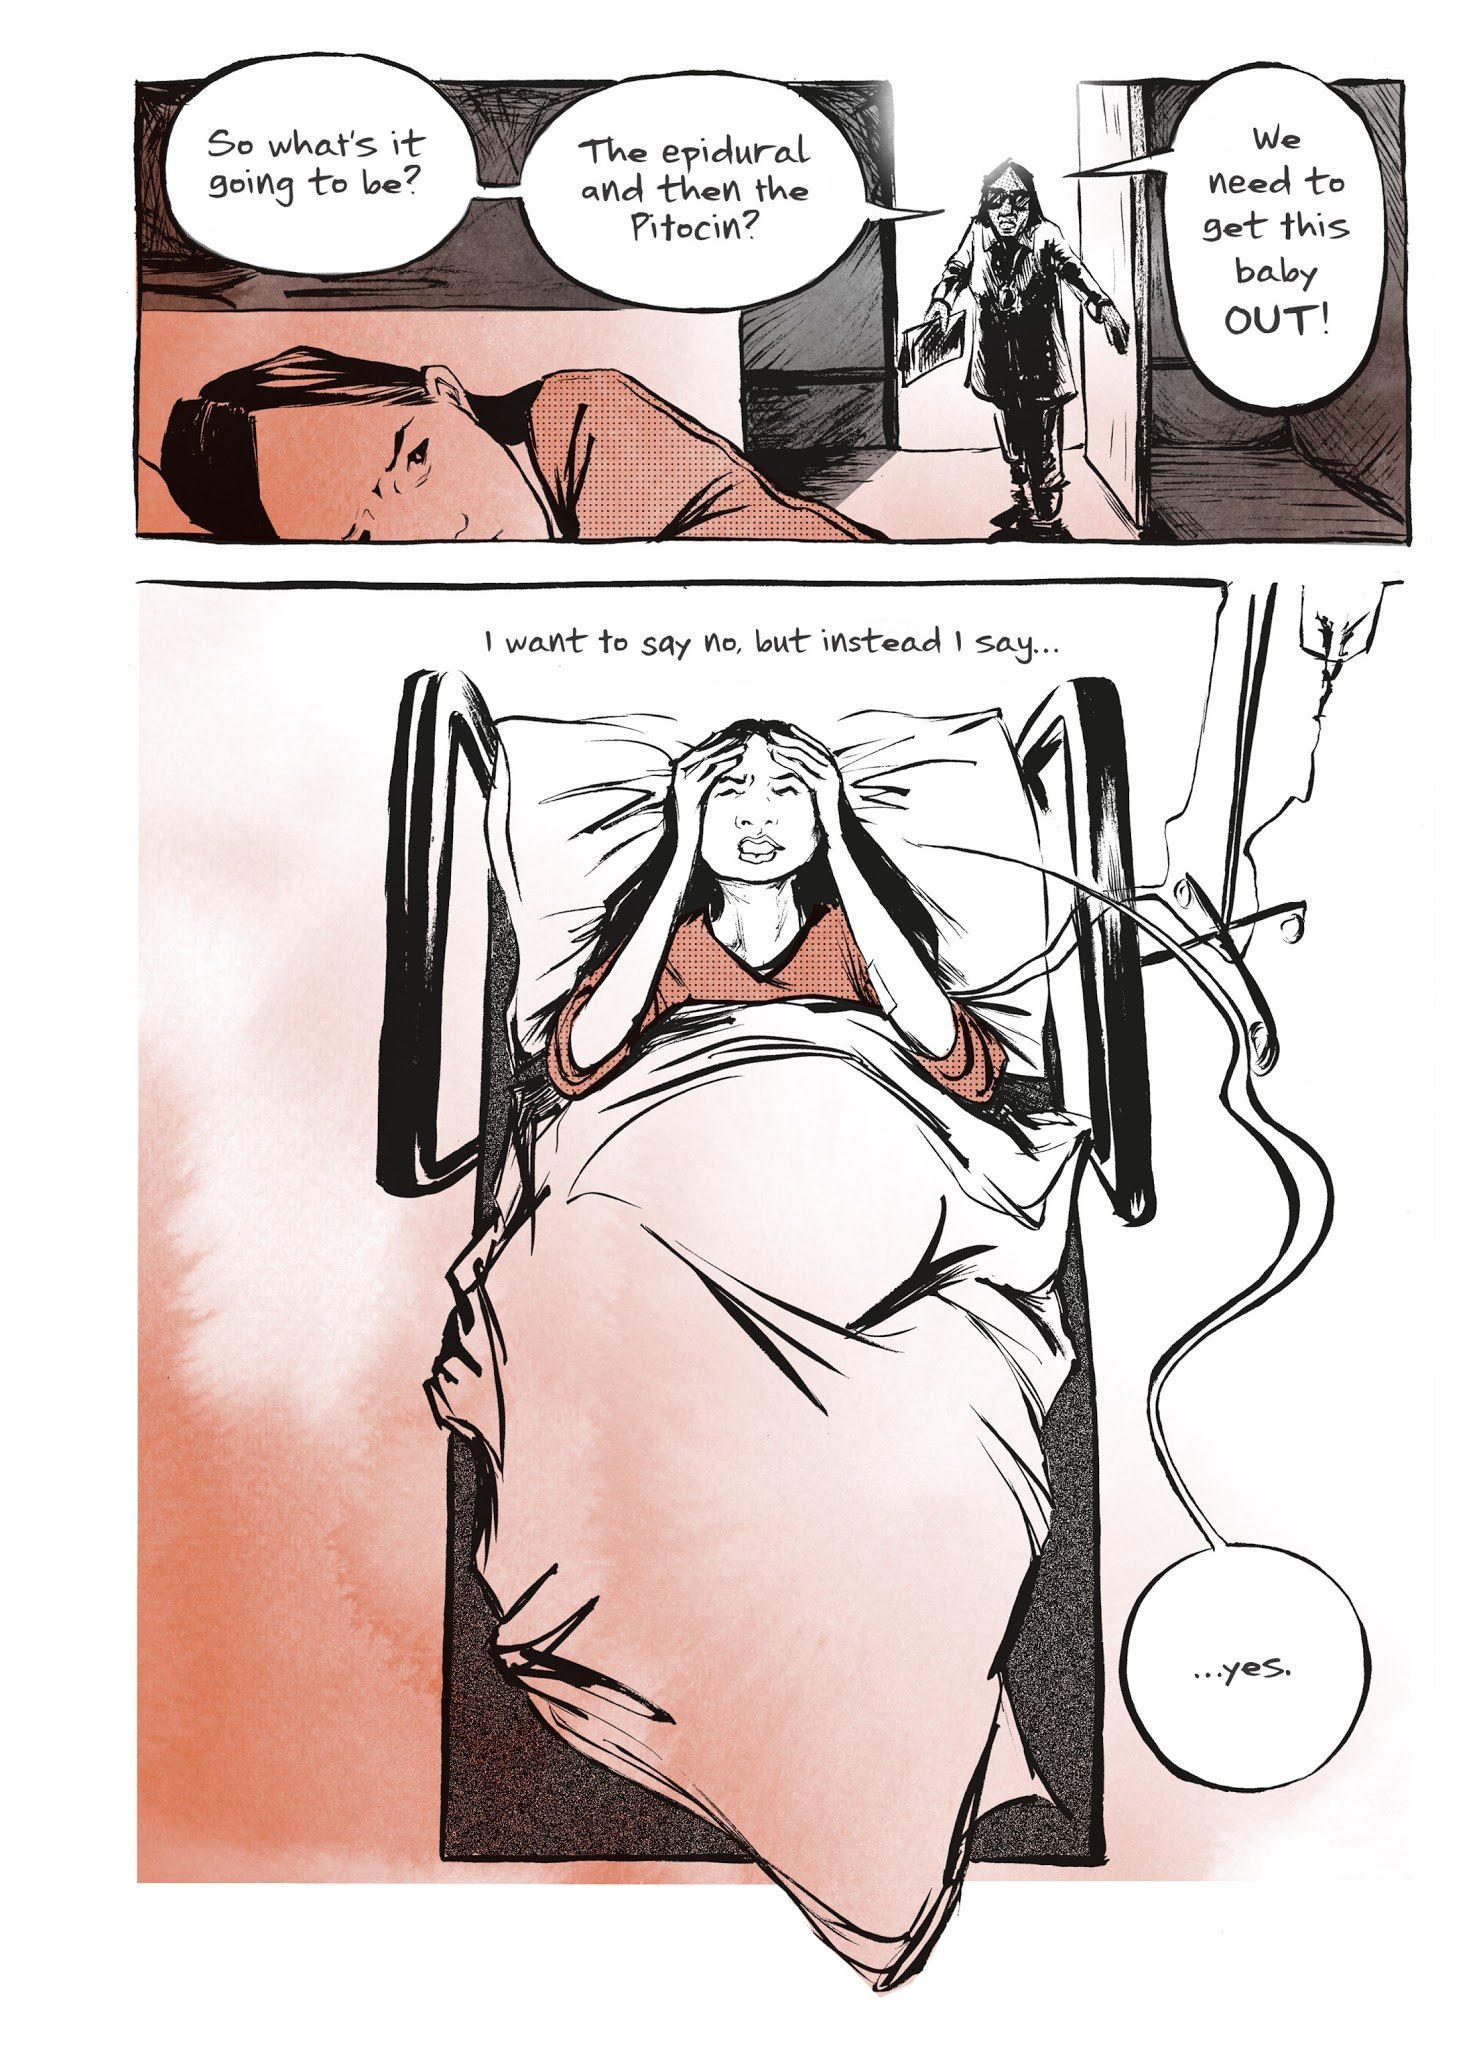 So what's it
going to be?
The epidural
and then the
Pitocin?
We
need to
get this
baby
OUT!
I want to say no, but instead I say...
...yes.